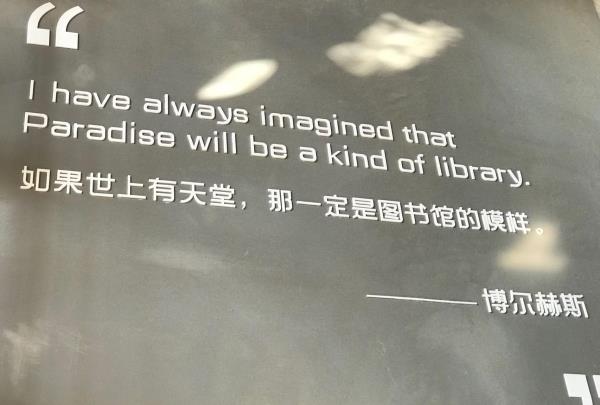 “
I have always imagined that
Paradise will be a kind of library.
如果世上有天堂，那一定是图书馆的模样。
———博尔赫斯
”